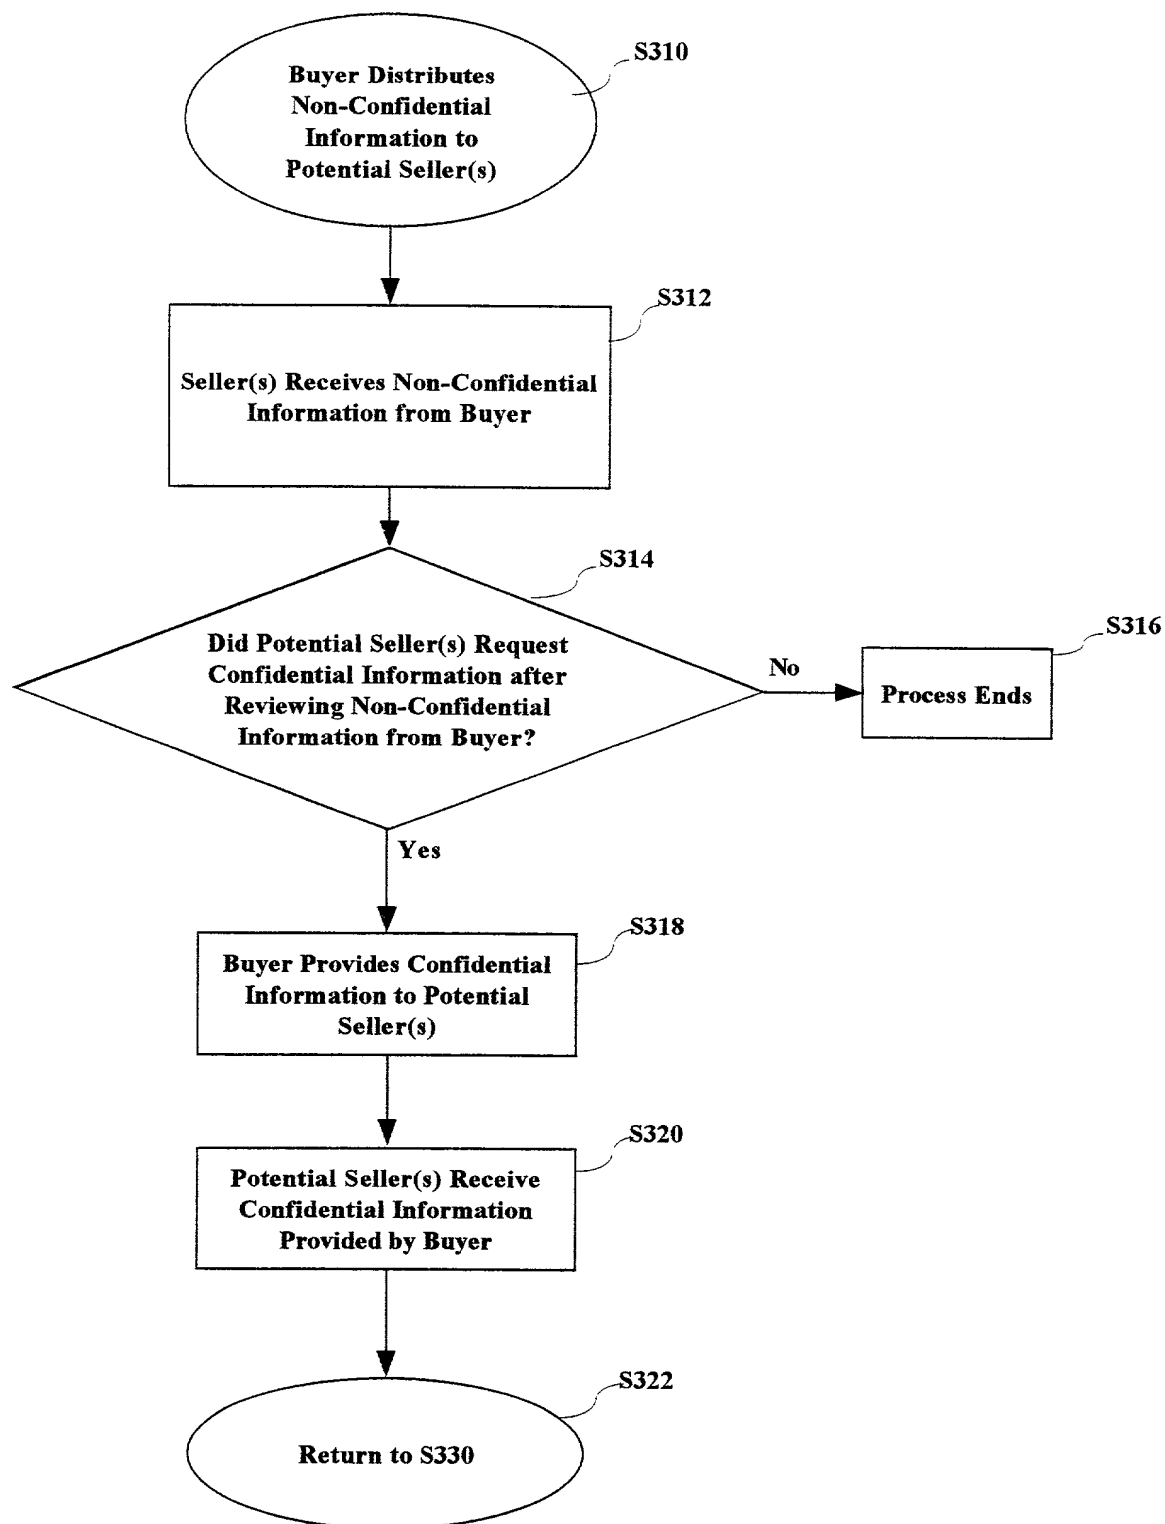 S310
Buyer Distributes
Non-Confidential
Information to
Potential Seller(s)
S312
Seller(s) Receives Non-Confidential
Information from Buyer
S314
Did Potential Seller(s) Request
Confidential Information after
Reviewing Non-Confidential
Information from Buyer?
No
S316
Process Ends
Yes
S318
Buyer Provides Confidential
Information to Potential
Seller(s)
S320
Potential Seller(s) Receive
Confidential Information
Provided by Buyer
S322
Return to S330